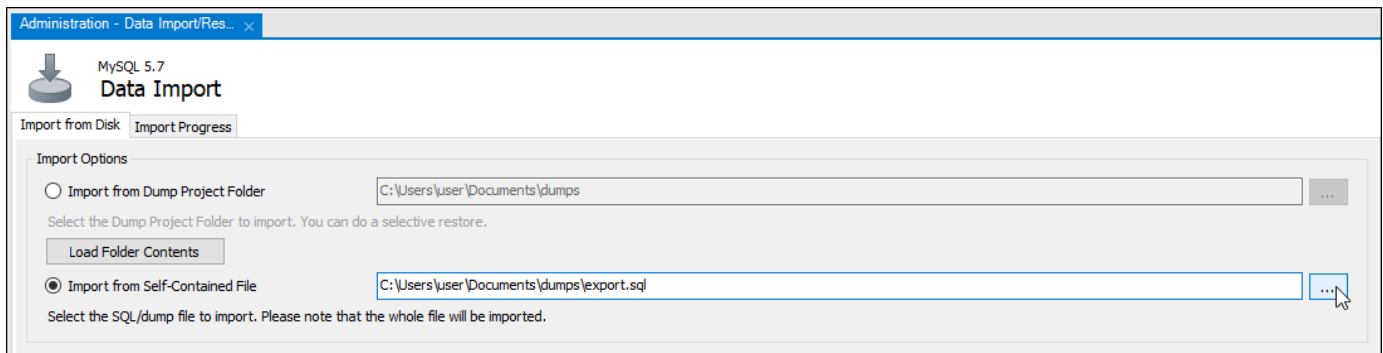 Administration - Data Import/Res... ×
MySQL 5.7
Data Import
Import from Disk Import Progress
Import Options
Import from Dump Project Folder C:\Users\user\Documents\dumps ...
Select the Dump Project Folder to import. You can do a selective restore.
Load Folder Contents
Import from Self-Contained File C:\Users\user\Documents\dumps\export.sql ...
Select the SQL/dump file to import. Please note that the whole file will be imported.